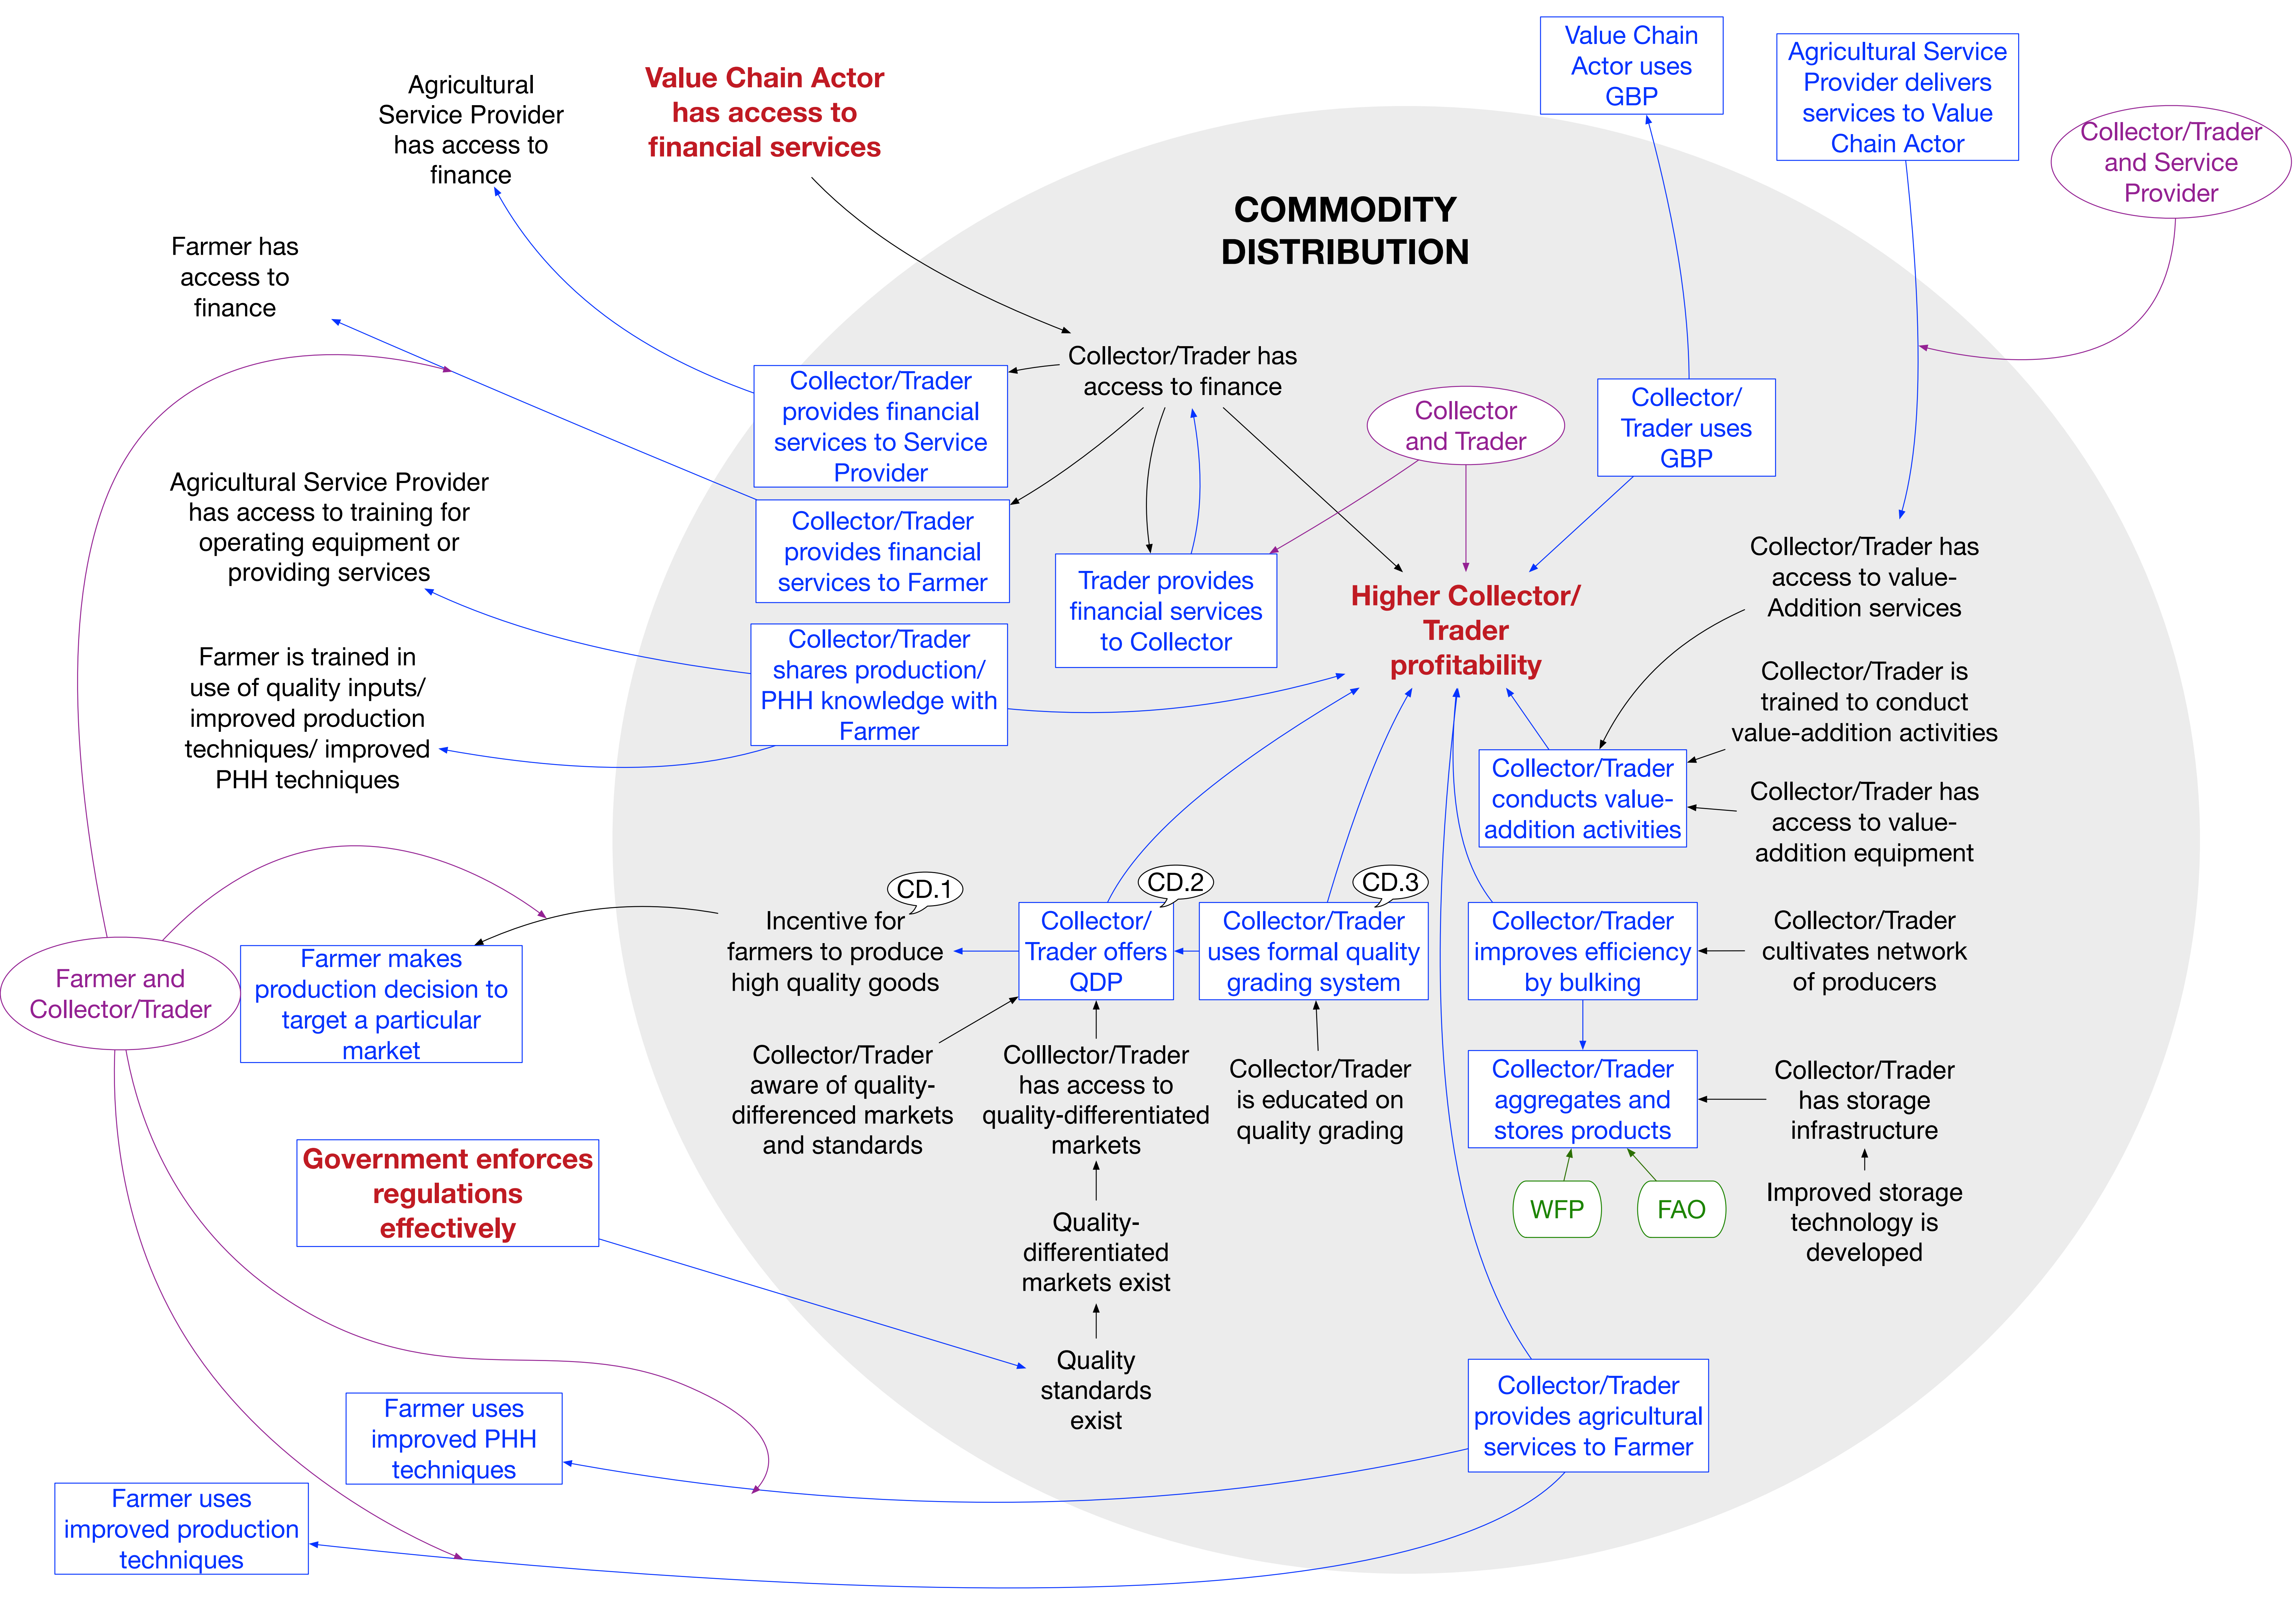 Value Chain
Actor uses
GBP
Agricultural Service
Provider delivers
services to Value
Chain Actor
Collector/Trader
and Service
Provider
Agricultural
Service Provider
has access to
finance
Value Chain Actor
has access to
financial services
COMMODITY
DISTRIBUTION
Farmer has
access to
finance
Collector/Trader has
access to finance
Collector/Trader
provides financial
services to Service
Provider
Collector
and Trader
Collector/
Trader uses
GBP
Agricultural Service Provider
has access to training for
operating equipment or
providing services
Collector/Trader
provides financial
services to Farmer
Trader provides
financial services
to Collector
Higher Collector/
Trader
profitability
Collector/Trader has
access to value-
Addition services
Farmer is trained in
use of quality inputs/
improved production
techniques/ improved
PHH techniques
Collector/Trader
shares production/
PHH knowledge with
Farmer
Collector/Trader is
trained to conduct
value-addition activities
Collector/Trader
conducts value-
addition activities
Collector/Trader has
access to value-
addition equipment
CD.1
CD.2
CD.3
Farmer and
Collector/Trader
Farmer makes
production decision to
target a particular
market
Incentive for
farmers to produce
high quality goods
Collector/
Trader offers
QDP
Collector/Trader
uses formal quality
grading system
Collector/Trader
improves efficiency
by bulking
Collector/Trader
cultivates network
of producers
Collector/Trader
aware of quality-
differenced markets
and standards
Colllector/Trader
has access to
quality-differentiated
markets
Collector/Trader
is educated on
quality grading
Collector/Trader
aggregates and
stores products
Collector/Trader
has storage
infrastructure
Government enforces
regulations
effectively
WFP
FAO
Improved storage
technology is
developed
Quality-
differentiated
markets exist
Quality
standards
exist
Collector/Trader
provides agricultural
services to Farmer
Farmer uses
improved PHH
techniques
Farmer uses
improved production
techniques